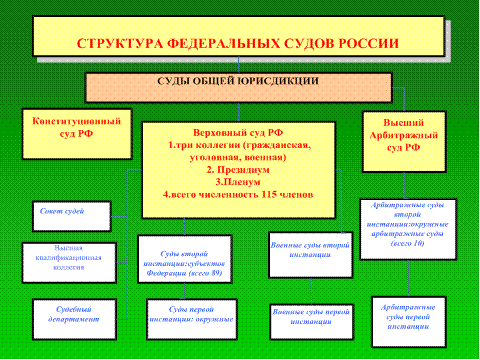 СТРУКТУРА ФЕДЕРАЛЬНЫХ СУДОВ РОССИИ
СУДЫ ОБЩЕЙ ЮРИСДИКЦИИ
Конституционный
суд РФ
Верховный суд РФ
1.три коллегии (гражданская,
уголовная, военная)
2. Президиум
3.Пленум
4.всего численность 115 членов
Высший
Арбитражный
суд РФ
Совет судей
Высшая
квалификационная
коллегия
Судебный
департамент
Суды второй
инстанции:субъектов
Федерации (всего 89)
Суды первой
инстанции: окружные
Военные суды второй
инстанции
Военные суды первой
инстанции
Арбитражные суды
второй
инстанции:окружные
арбитражные суды
(всего 10)
Арбитражные
суды первой
инстанции